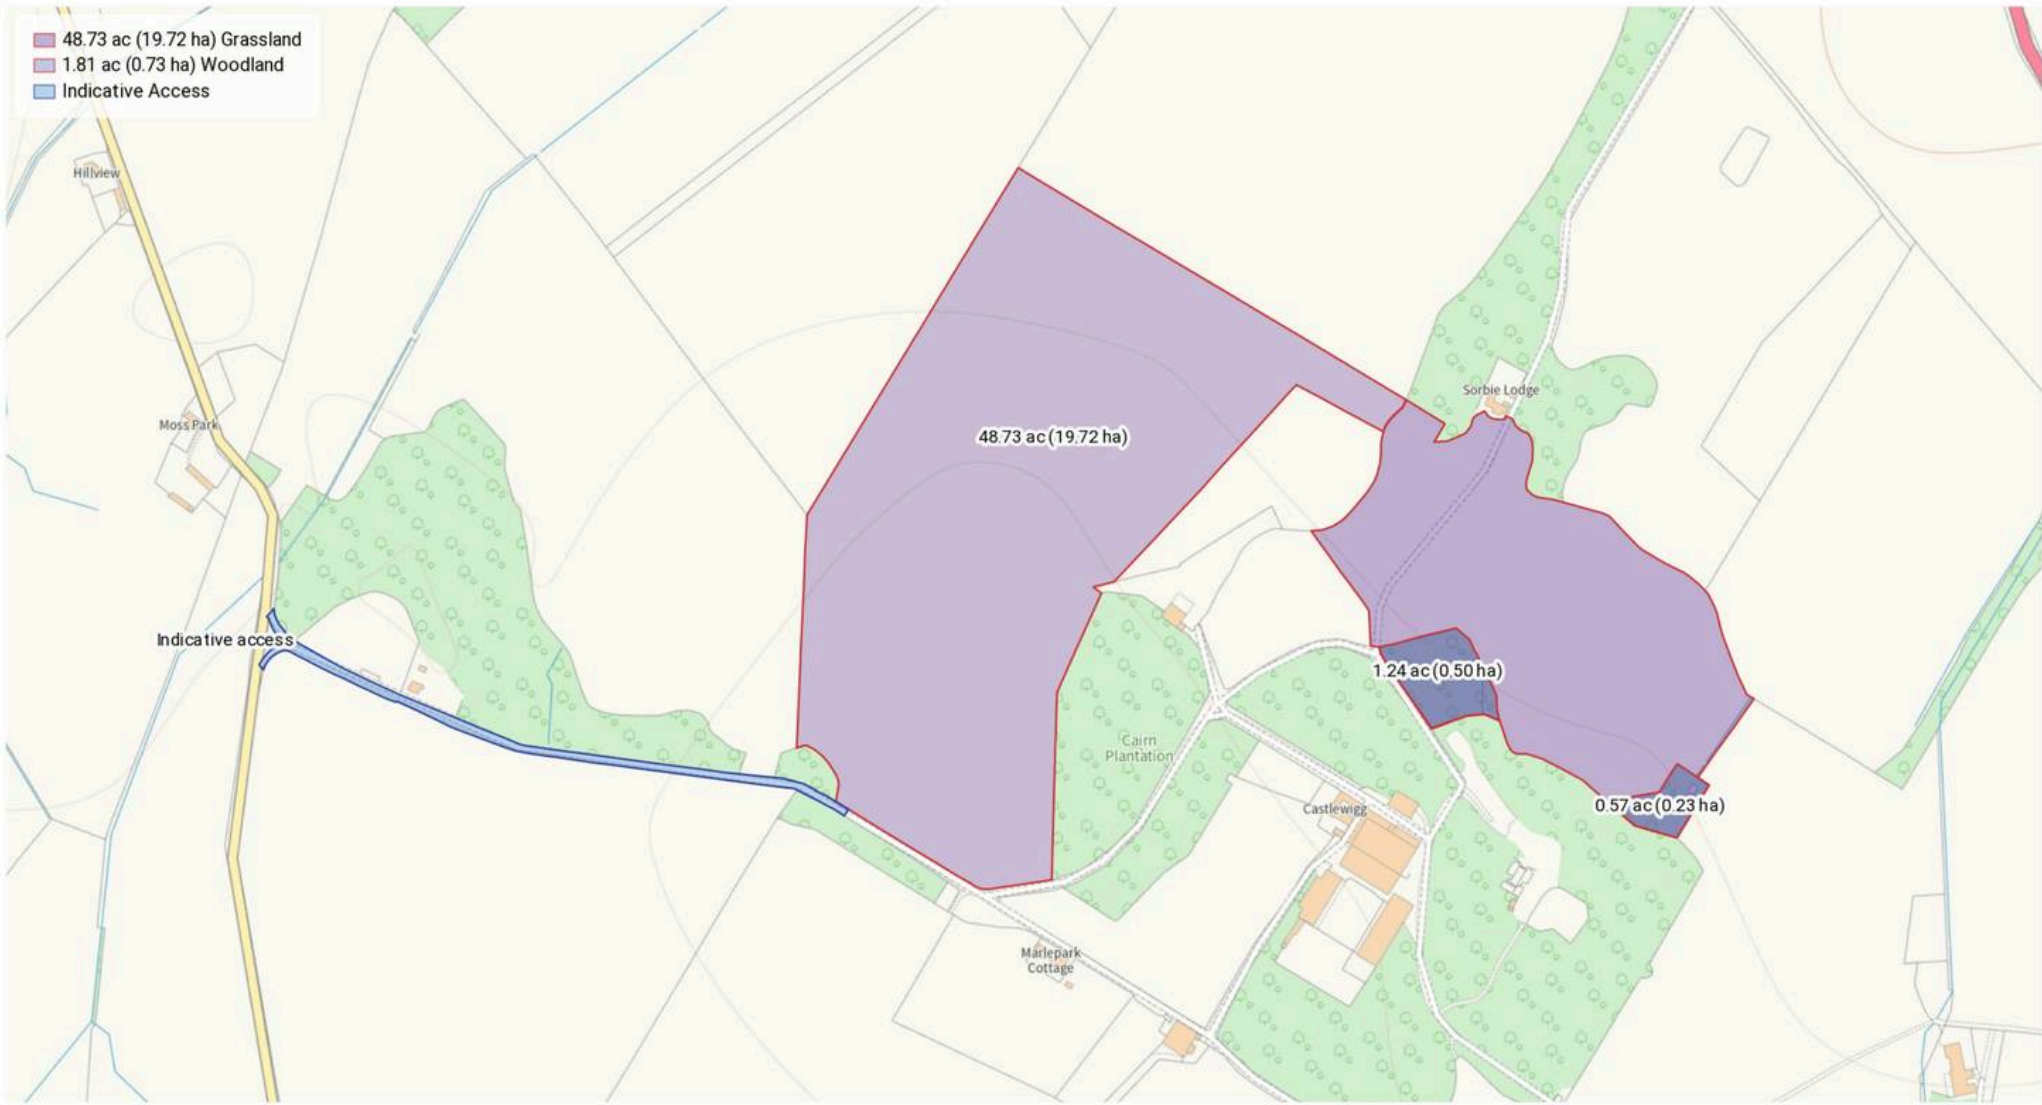 48.73 ac (19.72 ha) Grassland
1.81 ac (0.73 ha) Woodland
Indicative Access
Hillview
Sorbie Lodge
Moss Park
48.73 ac (19.72 ha)
Indicative access
1.24 ac (0.50 ha)
Cairn
Plantation
Castlewigg
0.57 ac (0.23 ha)
Marlepark
Cottage